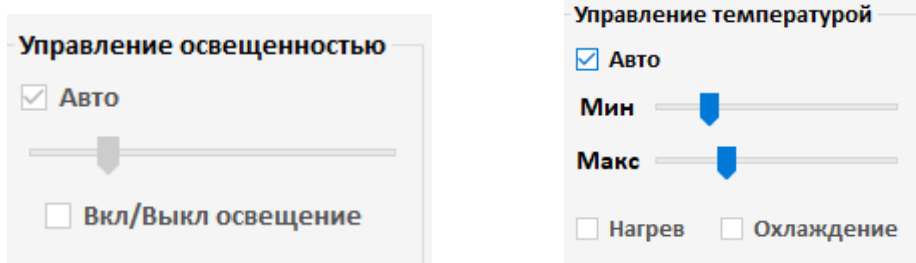 Управление освещенностью
Авто
Вкл/Выкл освещение
Управление температурой
Авто
Мин
Макс
Нагрев Охлаждение